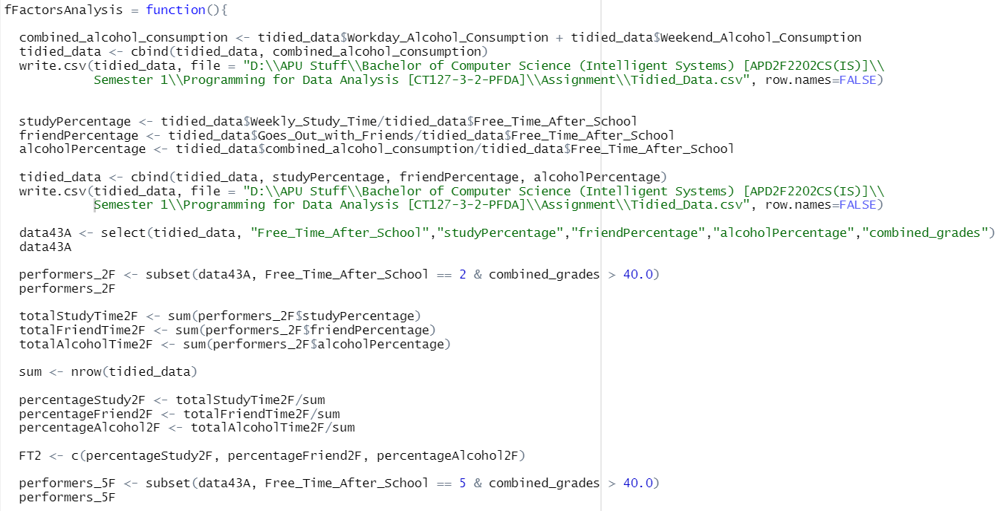 fFactorsAnalysis = function(){
combined_alcohol_consumption <- tidied_data$Workday_Alcohol_Consumption + tidied_data$Weekend_Alcohol_Consumption
tidied_data <- cbind(tidied_data, combined_alcohol_consumption)
write.csv(tidied_data, file = "D:\\APU Stuff\\Bachelor of Computer Science (Intelligent Systems) [APD2F2202CS(IS)]\\
Semester 1\\Programming for Data Analysis [CT127-3-2-PFDA]\\Assignment\\Tidied_Data.csv", row.names=FALSE)
studyPercentage <- tidied_data$Weekly_Study_Time/tidied_data$Free_Time_After_School
friendPercentage <- tidied_data$Goes_Out_with_Friends/tidied_data$Free_Time_After_School
alcoholPercentage <- tidied_data$combined_alcohol_consumption/tidied_data$Free_Time_After_School
tidied_data <- cbind(tidied_data, studyPercentage, friendPercentage, alcoholPercentage)
write.csv(tidied_data, file = "D:\\APU Stuff\\Bachelor of Computer Science (Intelligent Systems) [APD2F2202CS(IS)]\\
Semester 1\\Programming for Data Analysis [CT127-3-2-PFDA]\\Assignment\\Tidied_Data.csv", row.names=FALSE)
data43A <- select(tidied_data, "Free_Time_After_School","studyPercentage","friendPercentage","alcoholPercentage","combined_grades")
data43A
performers_2F <- subset(data43A, Free_Time_After_School == 2 & combined_grades > 40.0)
performers_2F
totalStudyTime2F <- sum(performers_2F$studyPercentage)
totalFriendTime2F <- sum(performers_2F$friendPercentage)
totalAlcoholTime2F <- sum(performers_2F$alcoholPercentage)
sum <- nrow(tidied_data)
percentageStudy2F <- totalStudyTime2F/sum
percentageFriend2F <- totalFriendTime2F/sum
percentageAlcohol2F <- totalAlcoholTime2F/sum
FT2 <- c(percentageStudy2F, percentageFriend2F, percentageAlcohol2F)
performers_5F <- subset(data43A, Free_Time_After_School == 5 & combined_grades > 40.0)
performers_5F